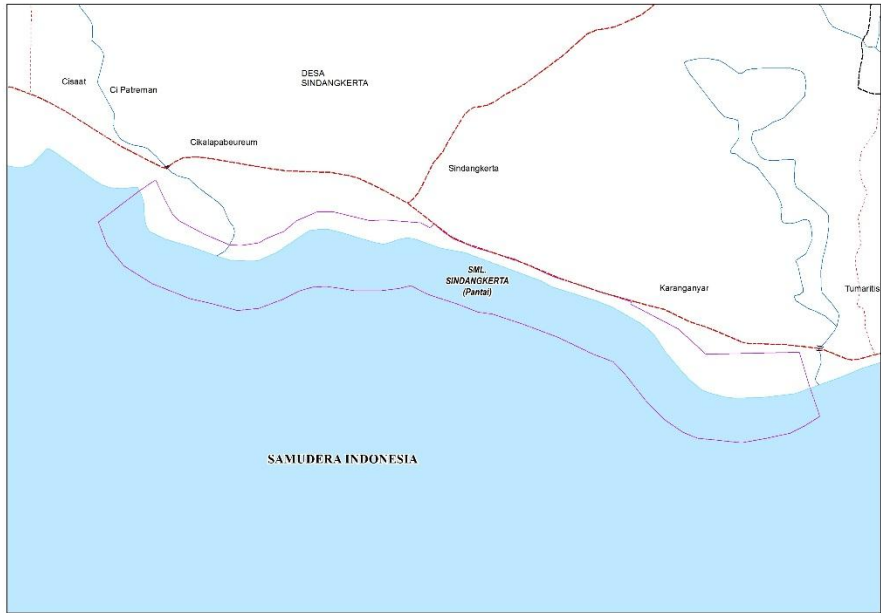 Cisaat
Ci Patreman
DESA
SINDANGKERTA
Cikalapabeureum
Sindangkerta
SML.
SINDANGKERTA
(Pantai)
Karanganyar
Tumaritis
SAMUDERA INDONESIA